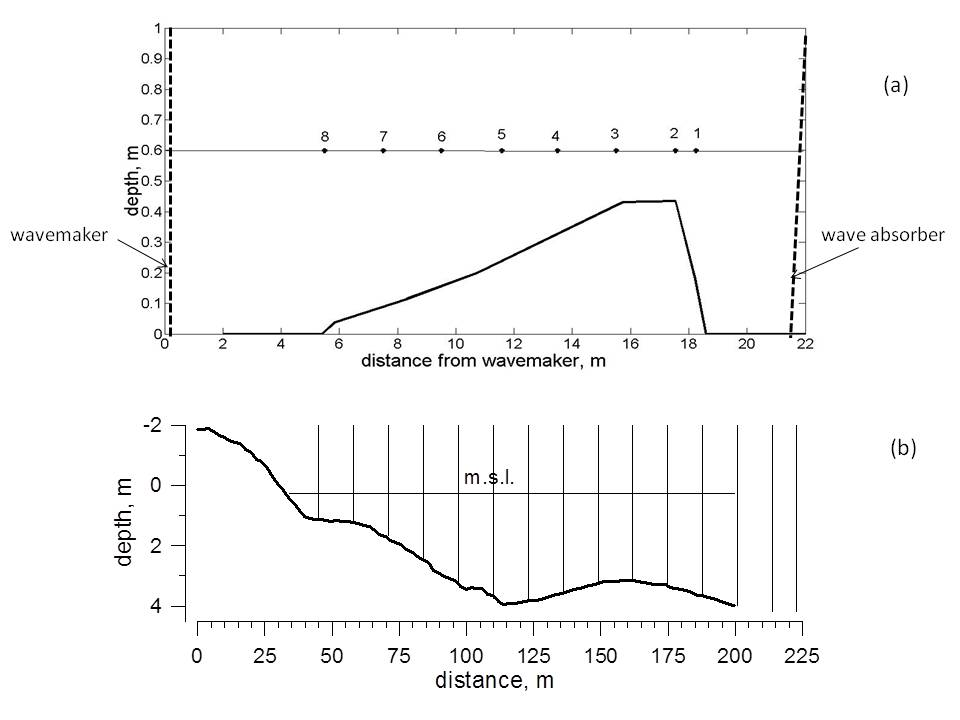 1
0.9
(a)
0.8
0.7
8 7 6 5 4 3 2 1
0.6
0.5
depth, m
0.4
wavemaker
wave absorber
0.3
0.2
0.1
0
0 2 4 6 8 10 12 14 16 18 20 22
distance from wavemaker, m
-2
(b)
m.s.l.
0
depth, m
2
4
0 25 50 75 100 125 150 175 200 225
distance, m